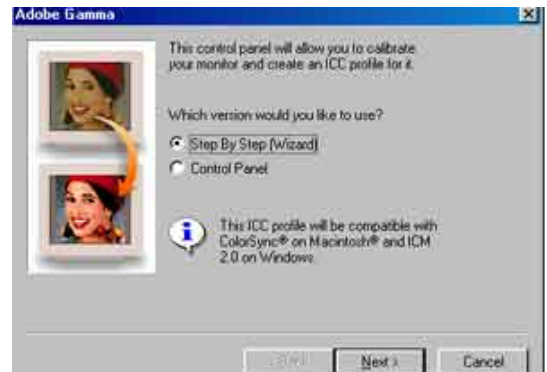 Adobe Gamma
This control panel will allow you to calibrate
your monitor and create an ICC profile for it.
Which version would you like to use?
Step By Step (Wizard)
Control Panel
This ICC profile will be compatible with
ColorSync® on Macintosh® and ICM
2.0 on Windows.
< Back
Next >
Cancel